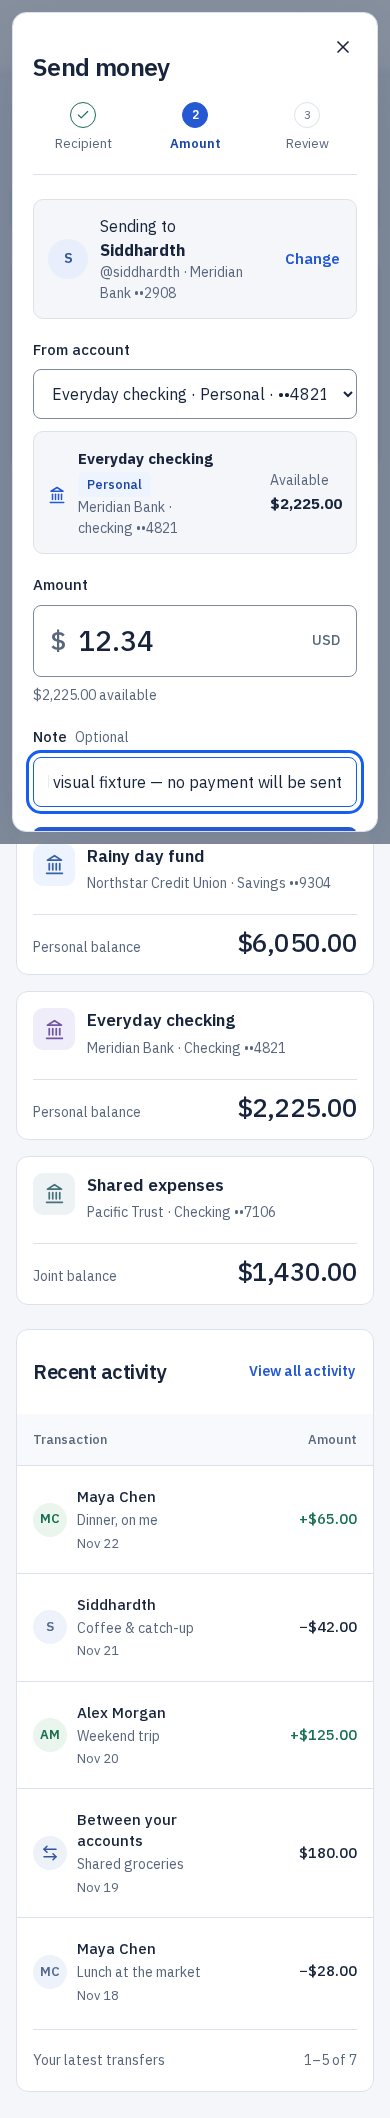 Send money
2
3
Recipient
Amount
Review
Sending to
S
Siddhardth
Change
@siddhardth · Meridian
Bank ••2908
From account
Everyday checking · Personal · ••4821
Everyday checking
Personal
Meridian Bank ·
checking ••4821
Available
$2,225.00
Amount
$ 12.34
USD
$2,225.00 available
Note Optional
visual fixture — no payment will be sent
Rainy day fund
Northstar Credit Union · Savings ••9304
Personal balance
$6,050.00
Everyday checking
Meridian Bank · Checking ••4821
Personal balance
$2,225.00
Shared expenses
Pacific Trust · Checking ••7106
Joint balance
$1,430.00
Recent activity
View all activity
Transaction
Amount
MC
Maya Chen
Dinner, on me
Nov 22
+$65.00
S
Siddhardth
Coffee & catch-up
Nov 21
−$42.00
AM
Alex Morgan
Weekend trip
Nov 20
+$125.00
Between your
accounts
Shared groceries
Nov 19
$180.00
MC
Maya Chen
Lunch at the market
Nov 18
−$28.00
Your latest transfers
1–5 of 7